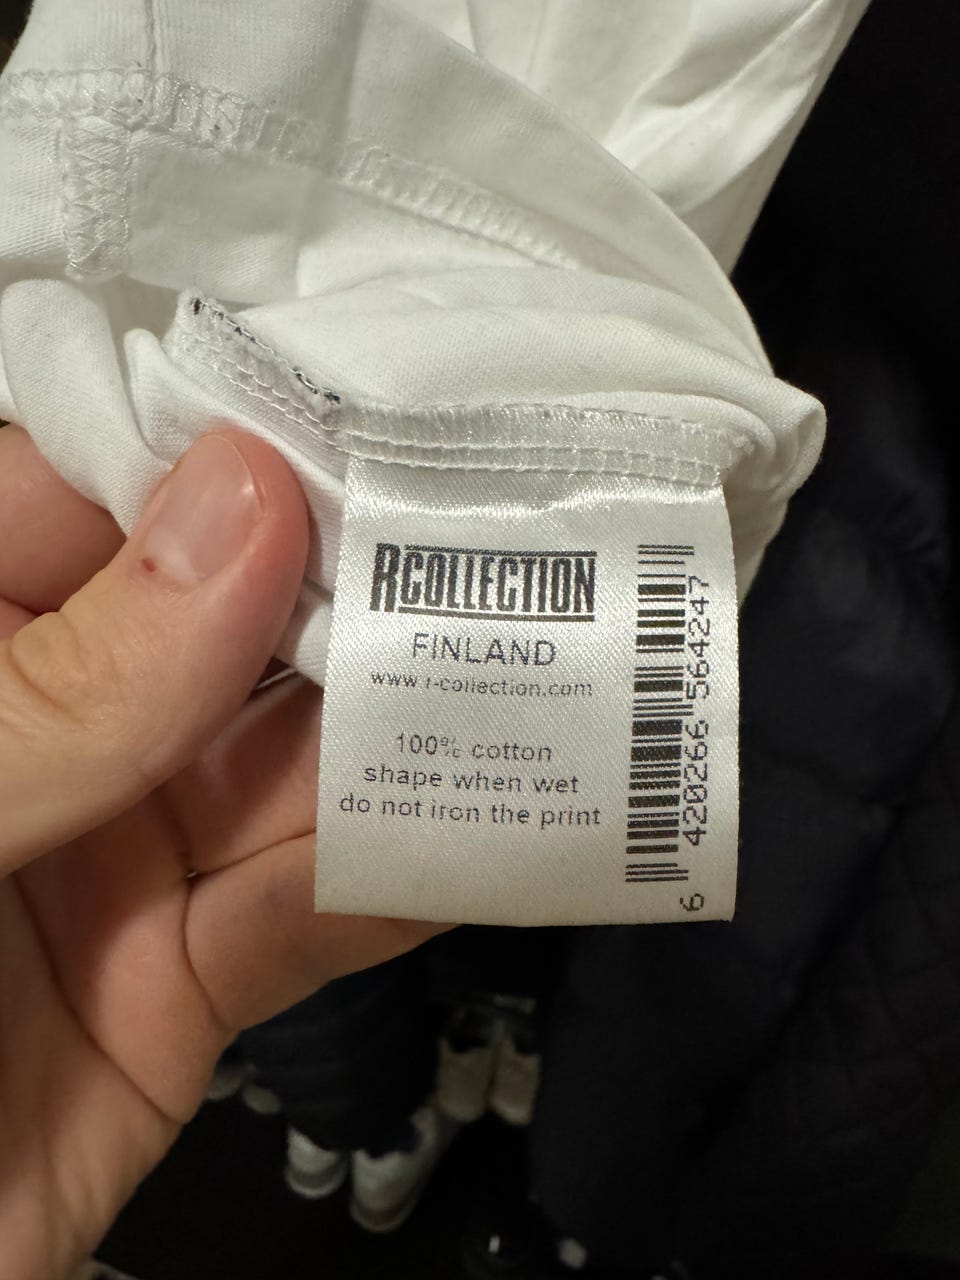 RCOLLECTION
FINLAND
www.r-collection.com
100% cotton
shape when wet
do not iron the print
6 420266 564247